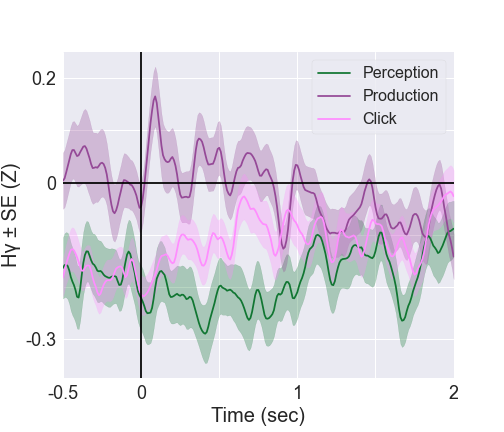 Perception
Production
Click
0.2
0
-0.3
Hγ ± SE (Z)
-0.5
0
1
2
Time (sec)